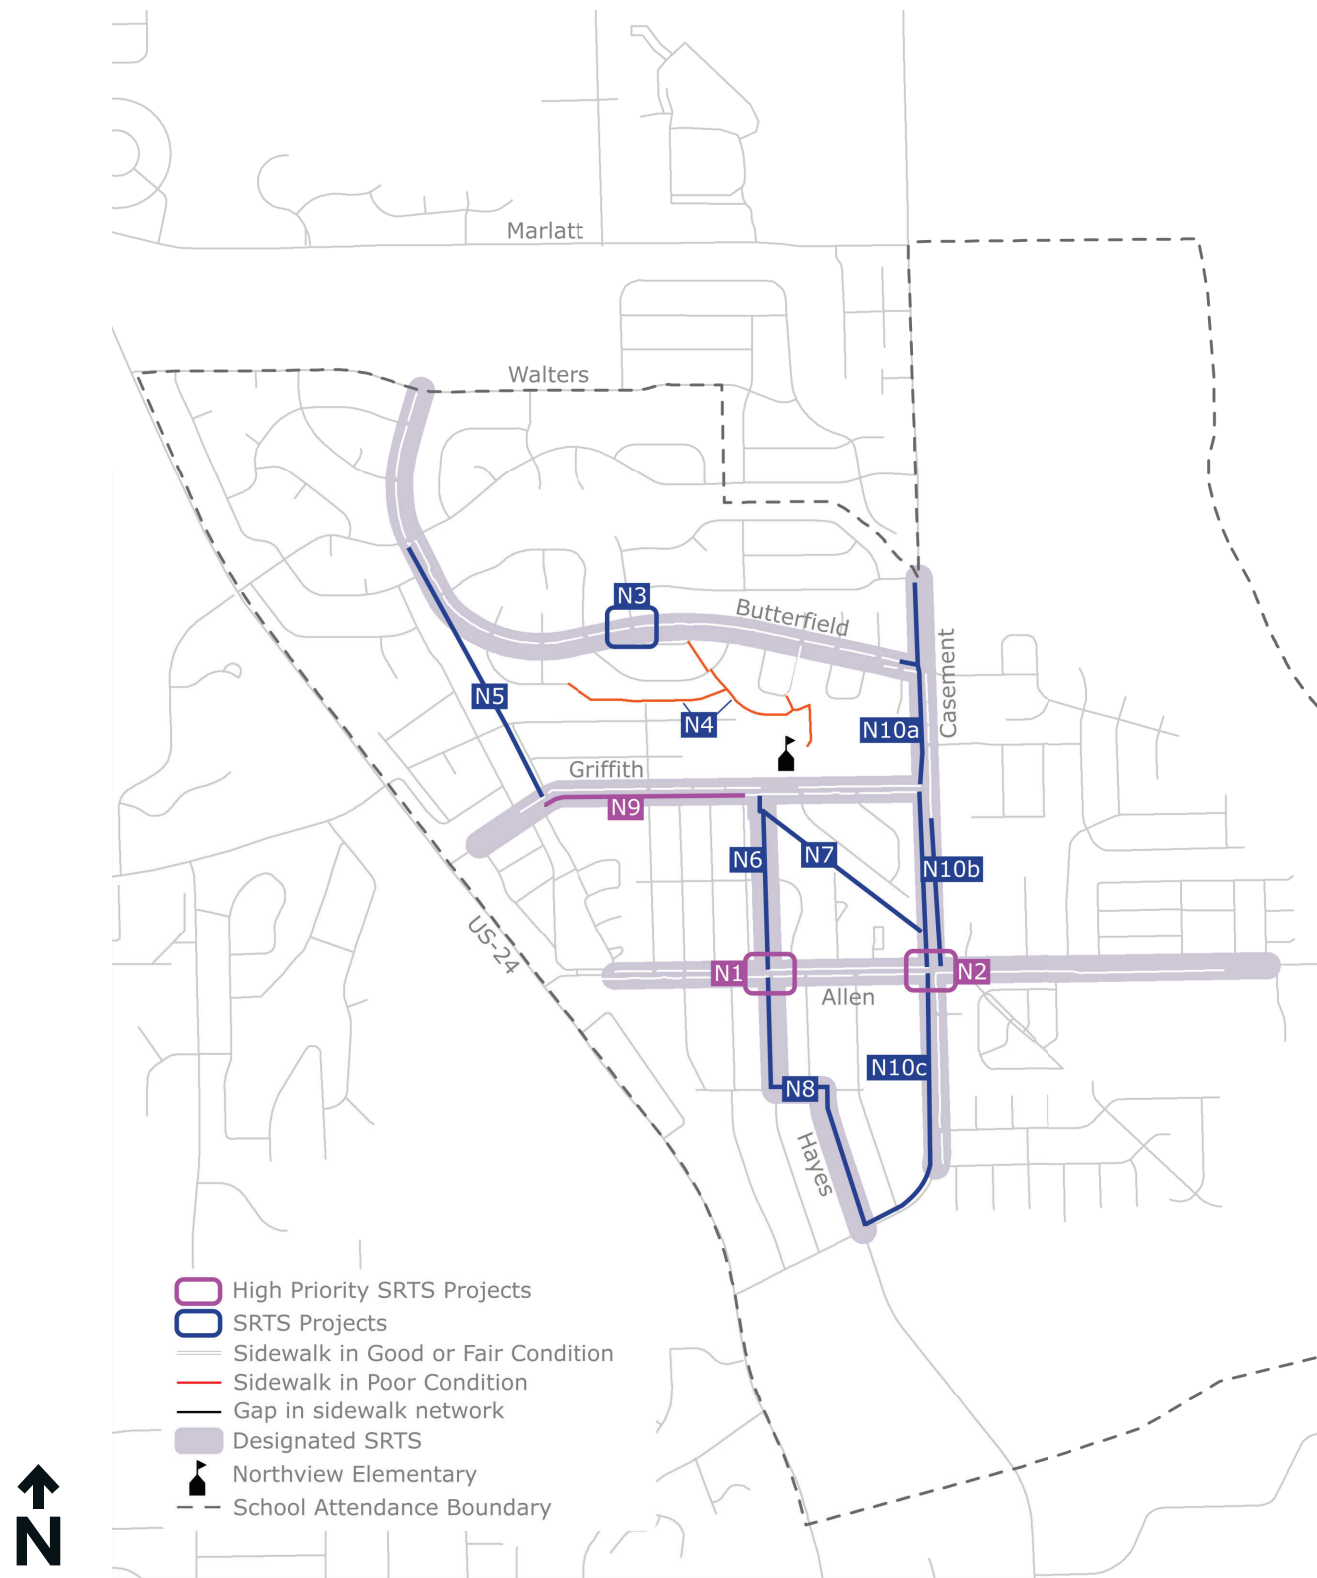 Marlatt
Walters
N3
Butterfield
Casement
N5
N4
N10a
Griffith
N9
N6
N7
N10b
US-24
N1
N2
Allen
N10c
N8
Hayes
High Priority SRTS Projects
SRTS Projects
Sidewalk in Good or Fair Condition
Sidewalk in Poor Condition
Gap in sidewalk network
Designated SRTS
Northview Elementary
School Attendance Boundary
N